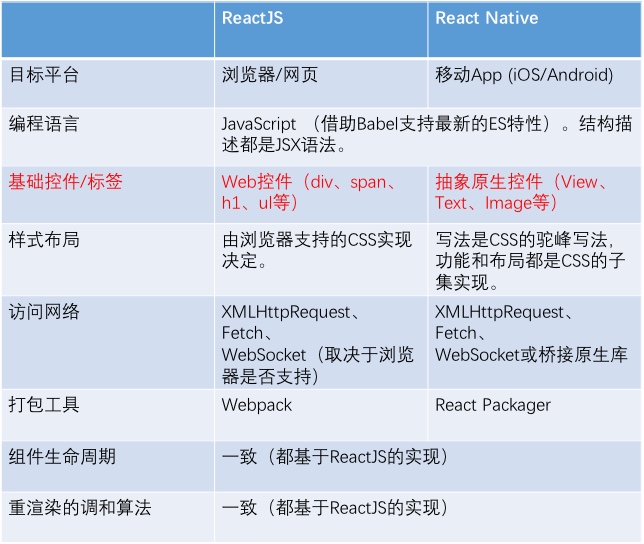 ReactJS
React Native
目标平台
浏览器/网页
移动App (iOS/Android)
编程语言
JavaScript （借助Babel支持最新的ES特性）。结构描
述都是JSX语法。
基础控件/标签
Web控件（div、span、
h1、ul等）
抽象原生控件（View、
Text、Image等）
样式布局
由浏览器支持的CSS实现
决定。
写法是CSS的驼峰写法，
功能和布局都是CSS的子
集实现。
访问网络
XMLHttpRequest、
Fetch、
WebSocket（取决于浏览
器是否支持）
XMLHttpRequest、
Fetch、
WebSocket或桥接原生库
打包工具
Webpack
React Packager
组件生命周期
一致（都基于ReactJS的实现）
重渲染的调和算法
一致（都基于ReactJS的实现）